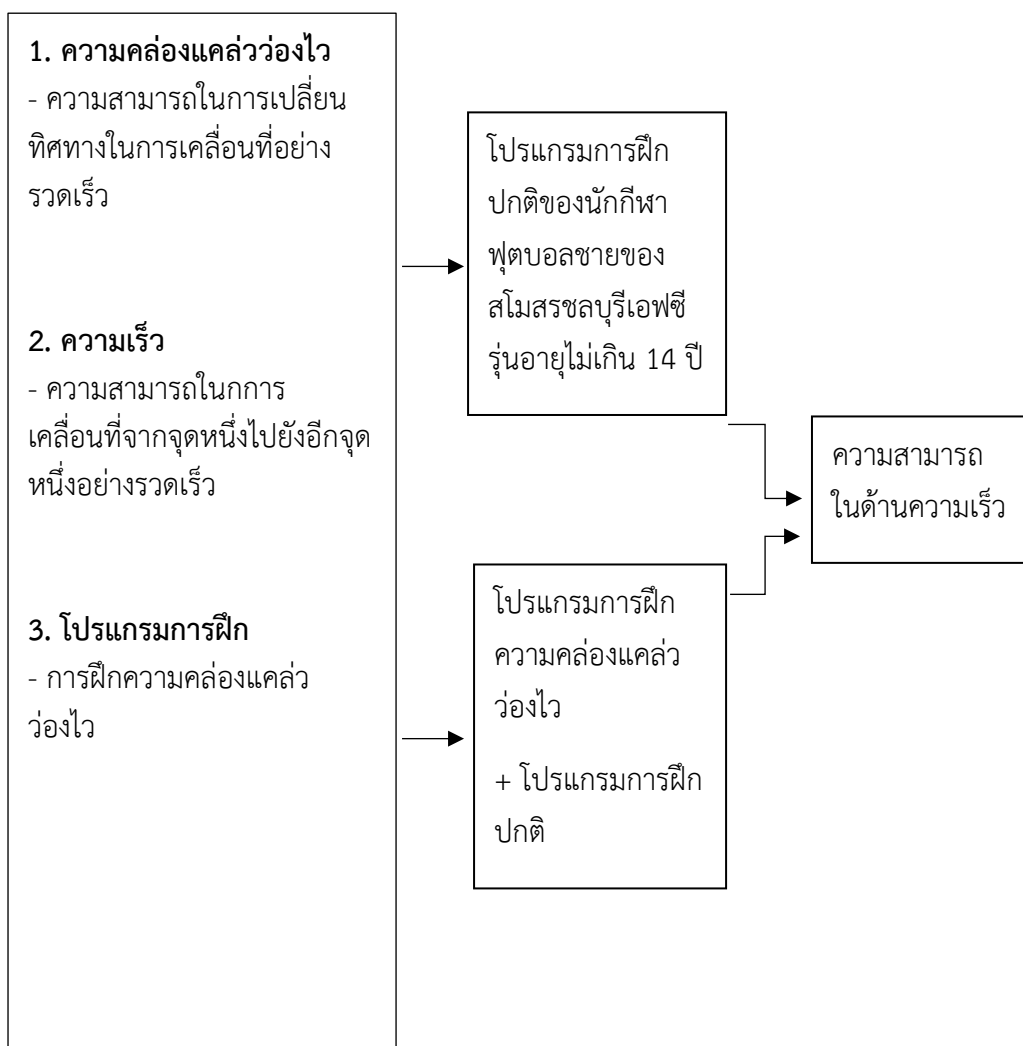 1. ความคล่องแคล่วว่องไว
- ความสามารถในการเปลี่ยน
ทิศทางในการเคลื่อนที่อย่าง
รวดเร็ว
2. ความเร็ว
- ความสามารถในกการ
เคลื่อนที่จากจุดหนึ่งไปยังอีกจุด
หนึ่งอย่างรวดเร็ว
3. โปรแกรมการฝึก
- การฝึกความคล่องแคล่ว
ว่องไว
โปรแกรมการฝึก
ปกติของนักกีฬา
ฟุตบอลชายของ
สโมสรชลบุรีเอฟซี
รุ่นอายุไม่เกิน 14 ปี
โปรแกรมการฝึก
ความคล่องแคล่ว
ว่องไว
+ โปรแกรมการฝึก
ปกติ
ความสามารถ
ในด้านความเร็ว